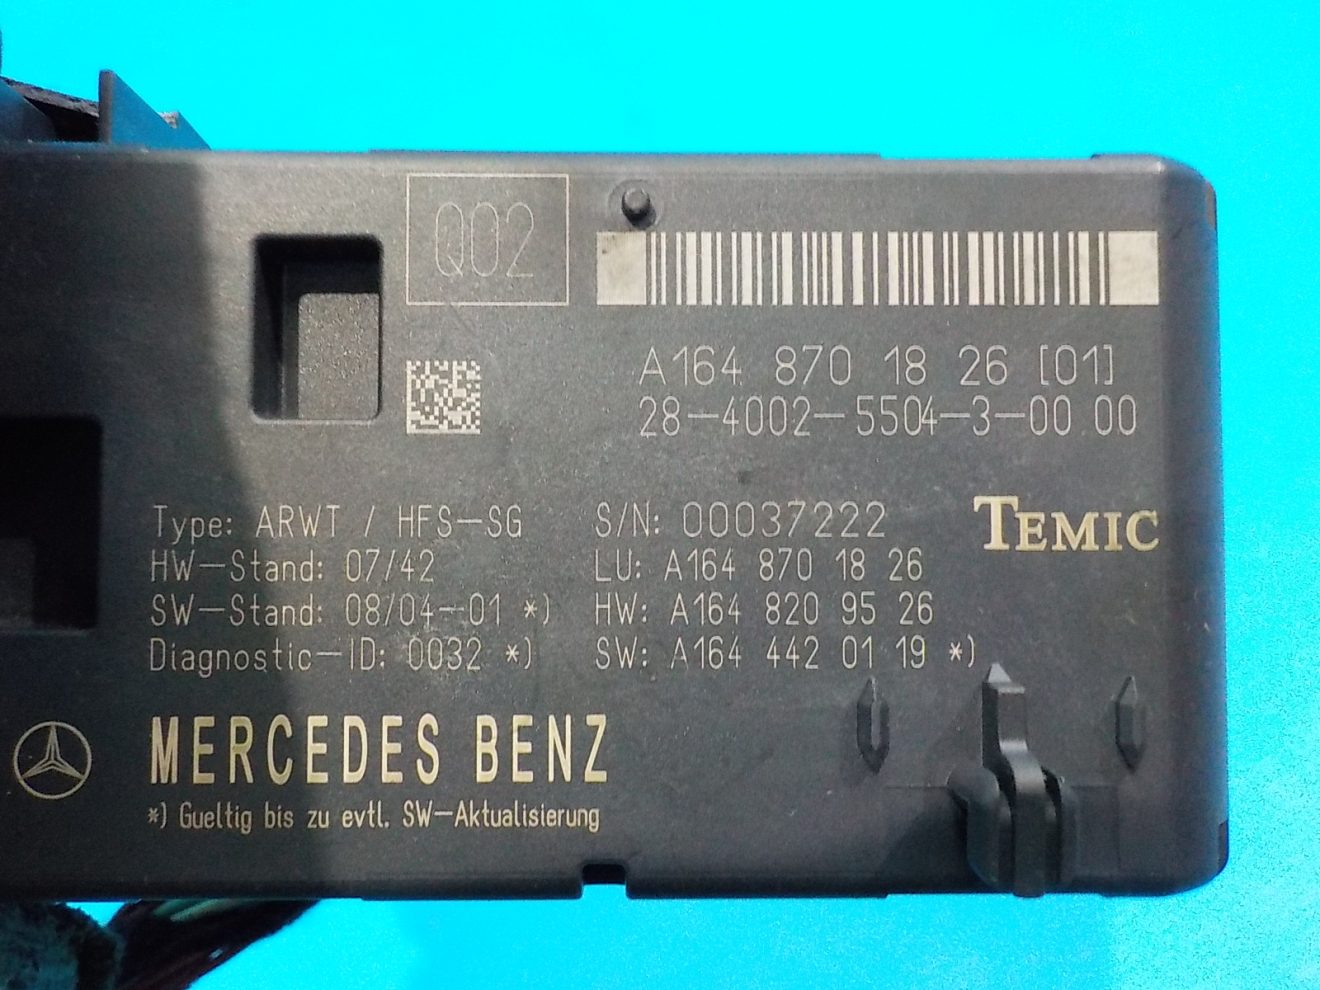 Q02
A164 870 18 26 [01]
28-4002-5504-3-00 00
Type: ARWT / HFS-SG
S/N: 00037222
TEMIC
HW-Stand: 07/42
LU: A164 870 18 26
SW-Stand: 08/04-01 *)
HW: A164 820 95 26
Diagnostic-ID: 0032 *)
SW: A164 442 01 19 *)
MERCEDES BENZ
*) Gueltig bis zu evtl. SW-Aktualisierung